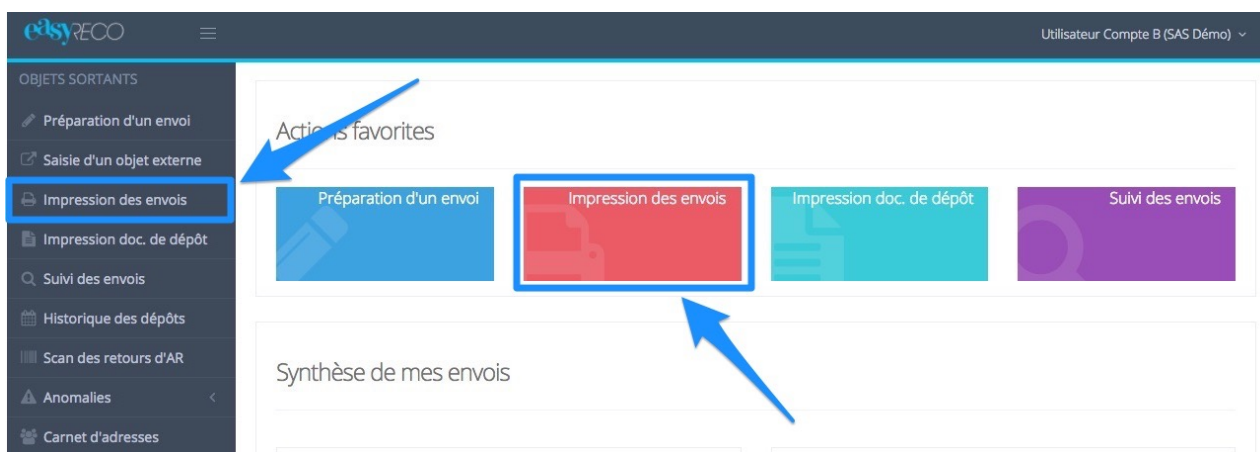 easyRECO
Utilisateur Compte B (SAS Démo)
OBJETS SORTANTS
Préparation d'un envoi
Saisie d'un objet externe
Impression des envois
Impression doc. de dépôt
Suivi des envois
Historique des dépôts
Scan des retours d'AR
Anomalies
Carnet d'adresses
Actions favorites
Préparation d'un envoi
Impression des envois
Impression doc. de dépôt
Suivi des envois
Synthèse de mes envois